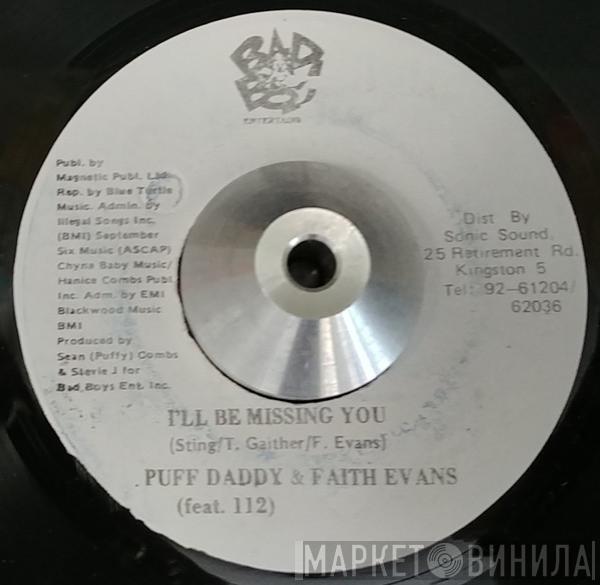 BAD
BOY
ENTERTAINM
Publ. by
Magnetic Publ. Ltd.
Rep. by Blue Turtle
Music. Admin. by
Illegal Songs Inc.
(BMI) September
Six Music (ASCAP)
Chyna Baby Music/
Hanice Combs Publ.
Inc. Adm. by EMI
Blackwood Music
BMI
Produced by
Sean (Puffy) Combs
& Stevie J for
Bad Boys Ent. Inc.
Dist By
Sonic Sound,
25 Retirement Rd.
Kingston 5
Tel: 92-61204/
62036
I'LL BE MISSING YOU
(Sting/T. Gaither/F. Evans)
PUFF DADDY & FAITH EVANS
(feat. 112)
МАРКЕТ ВИНИЛА